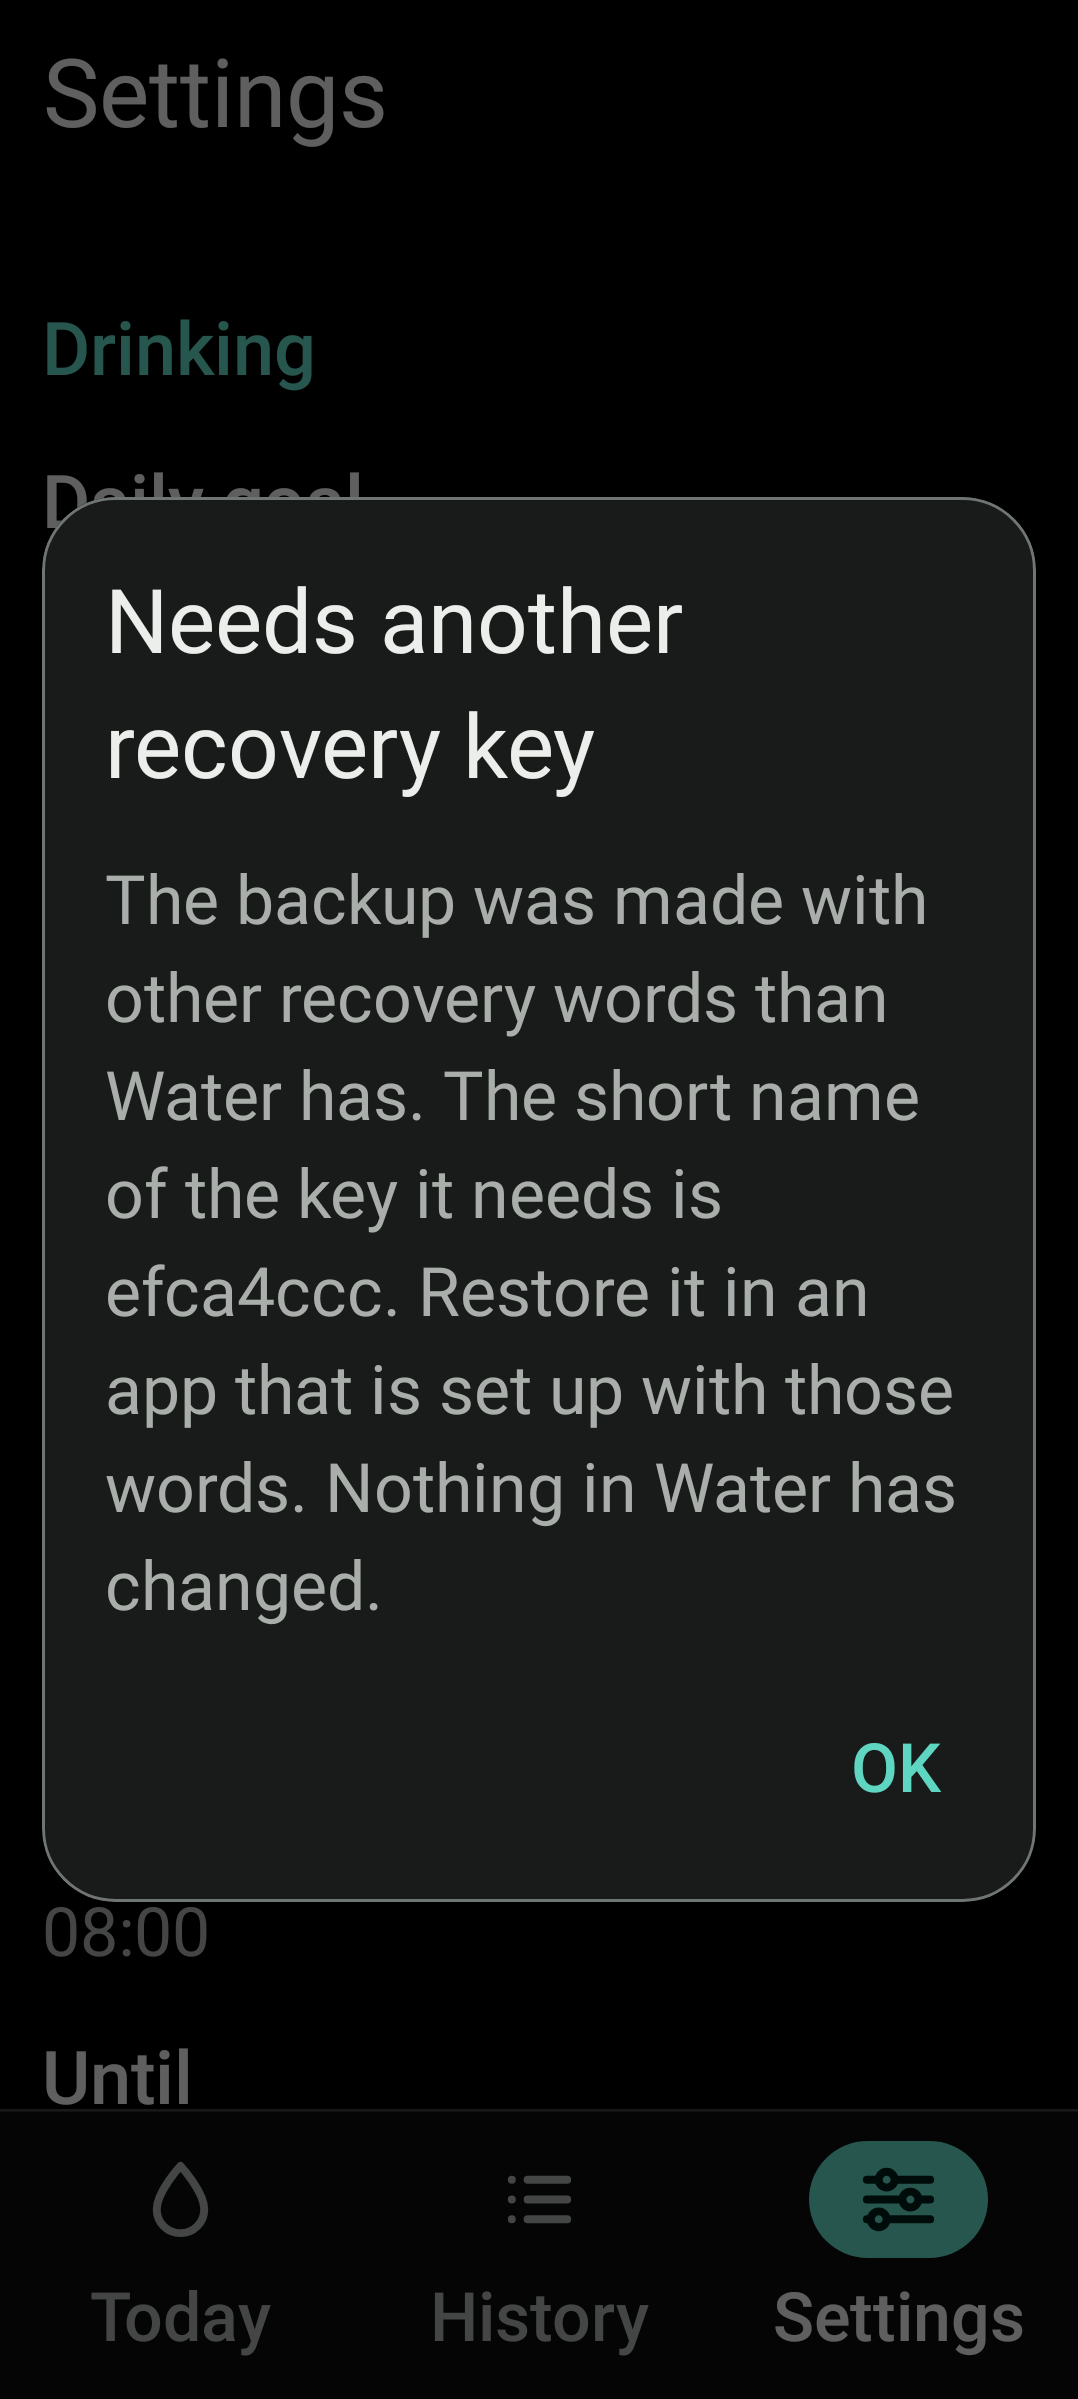 Settings
Drinking
Daily goal
Needs another
recovery key
The backup was made with
other recovery words than
Water has. The short name
of the key it needs is
efca4ccc. Restore it in an
app that is set up with those
words. Nothing in Water has
changed.
OK
08:00
Until
Today
History
Settings